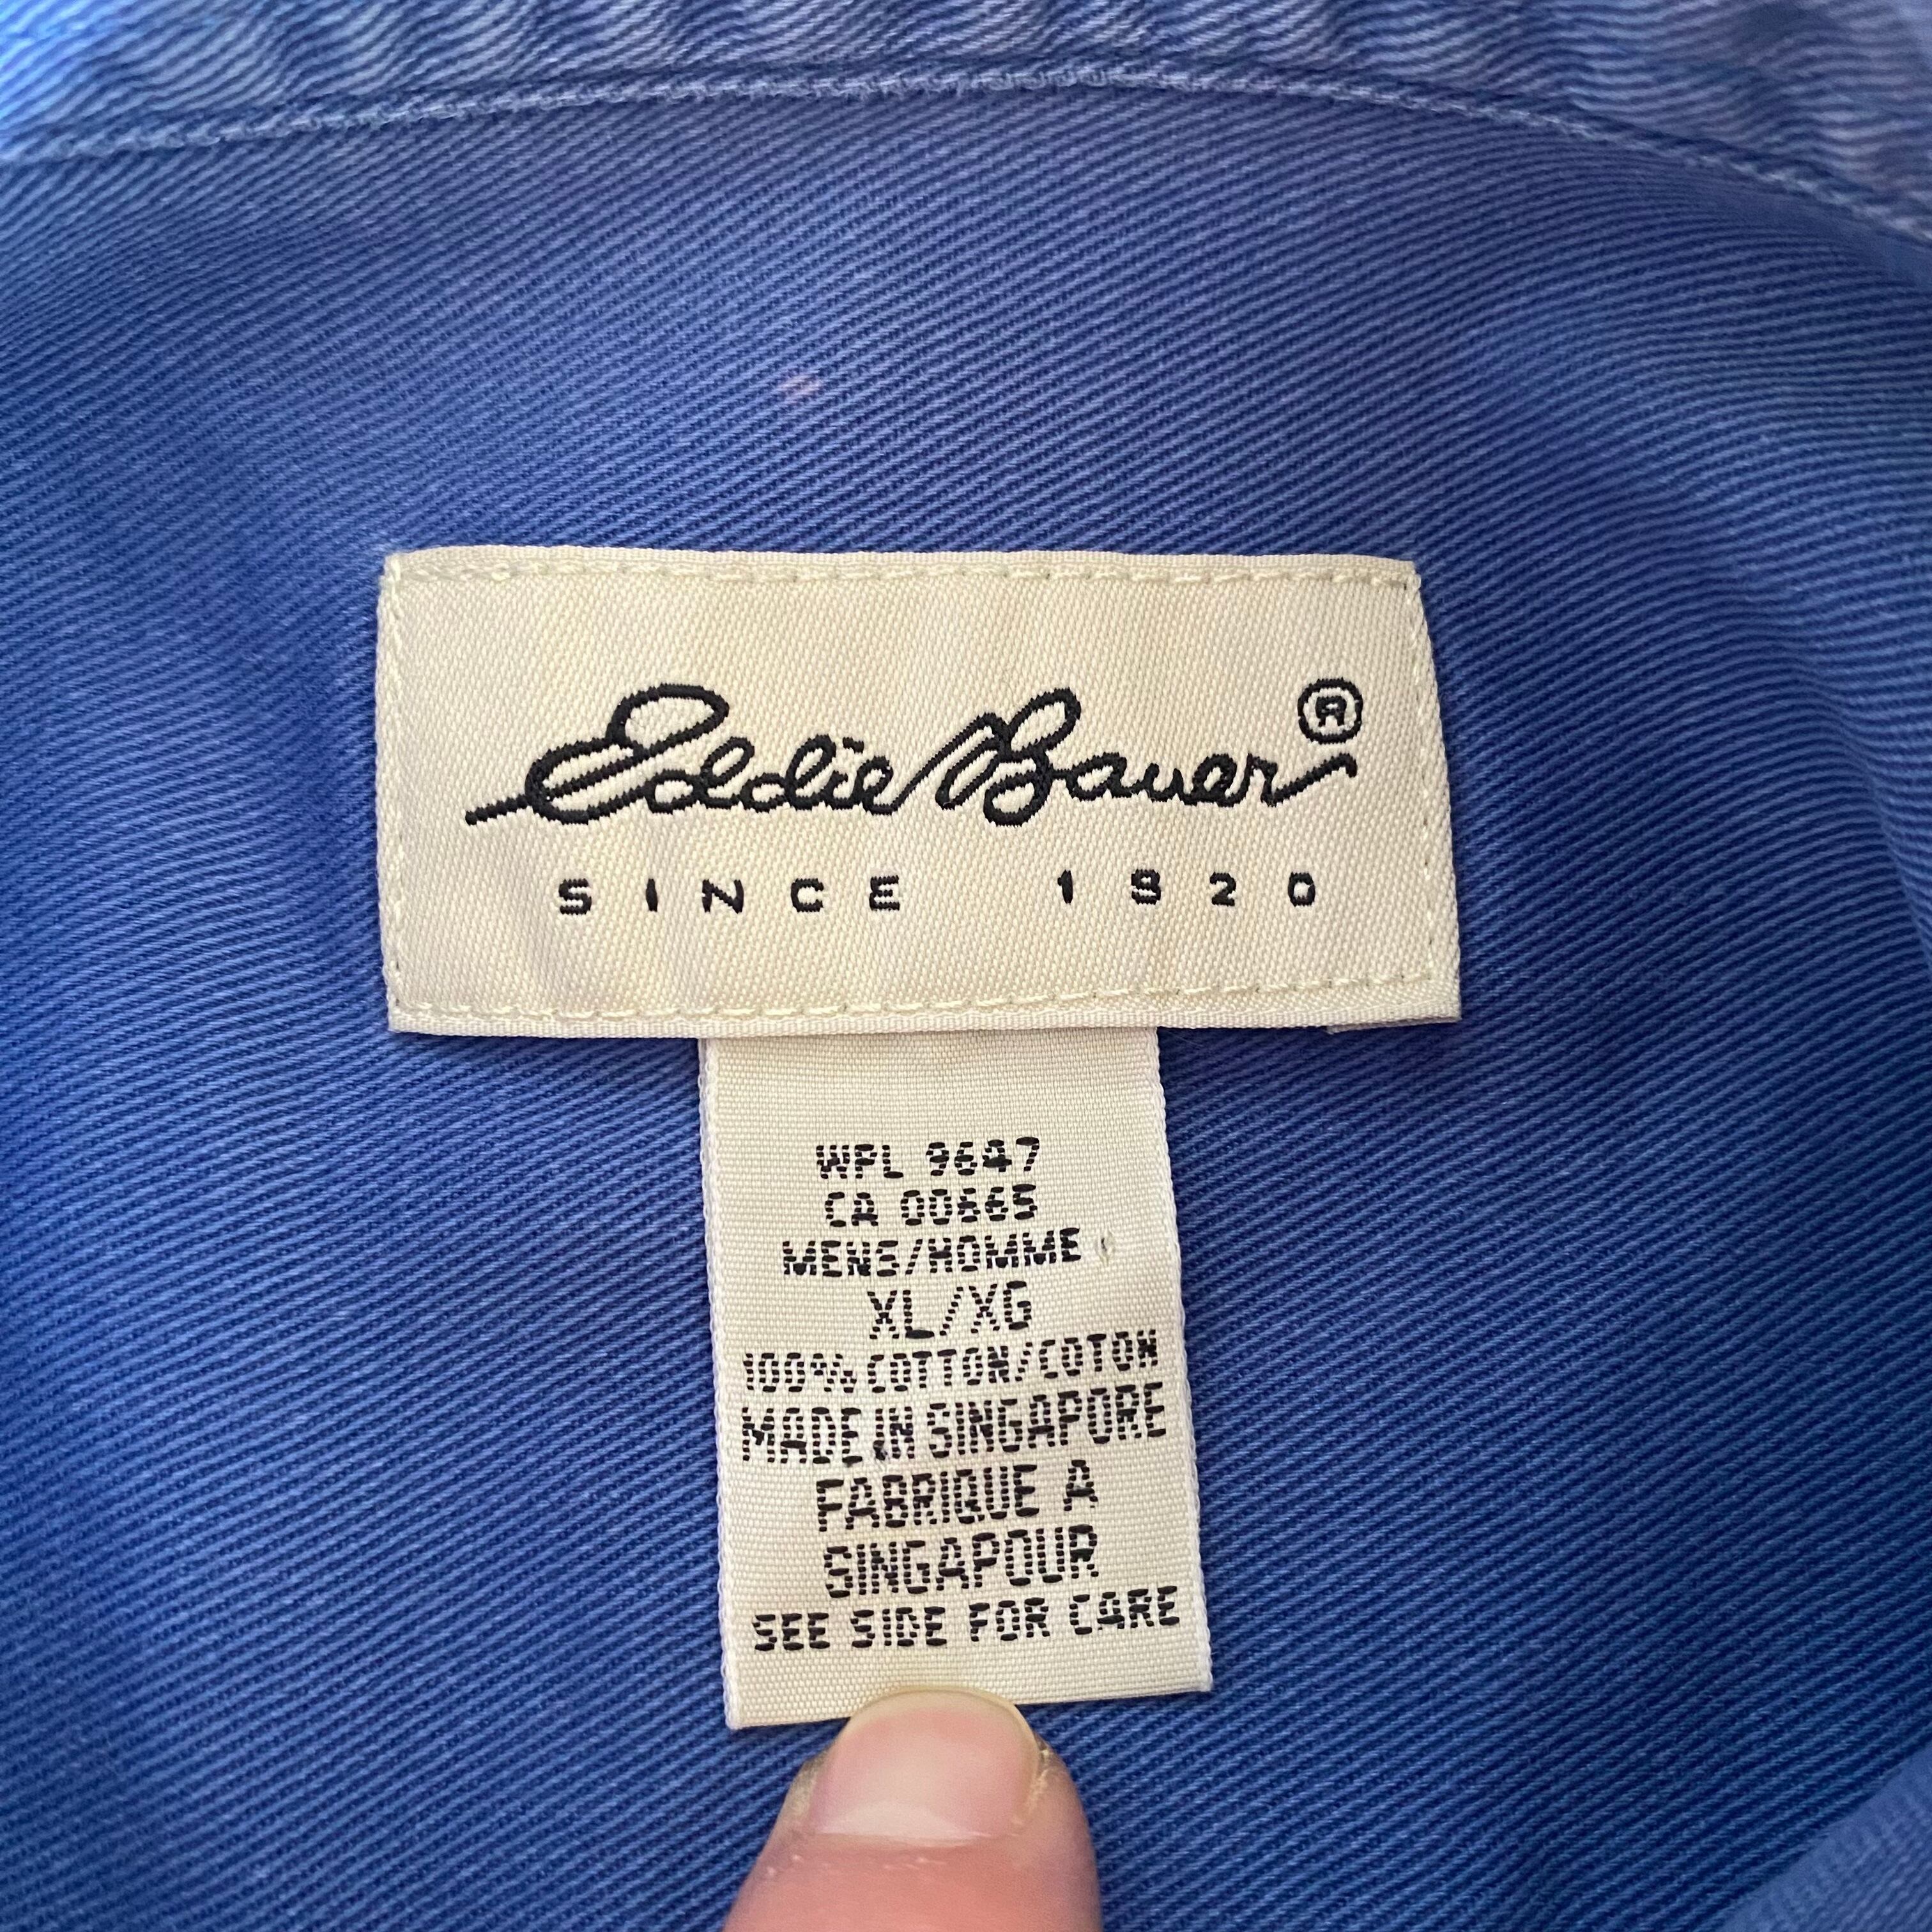 Eddie Bauer®
SINCE 1920
WPL 9647
CA 00665
MENS/HOMME
XL/XG
100% COTTON/COTON
MADE IN SINGAPORE
FABRIQUE A
SINGAPOUR
SEE SIDE FOR CARE